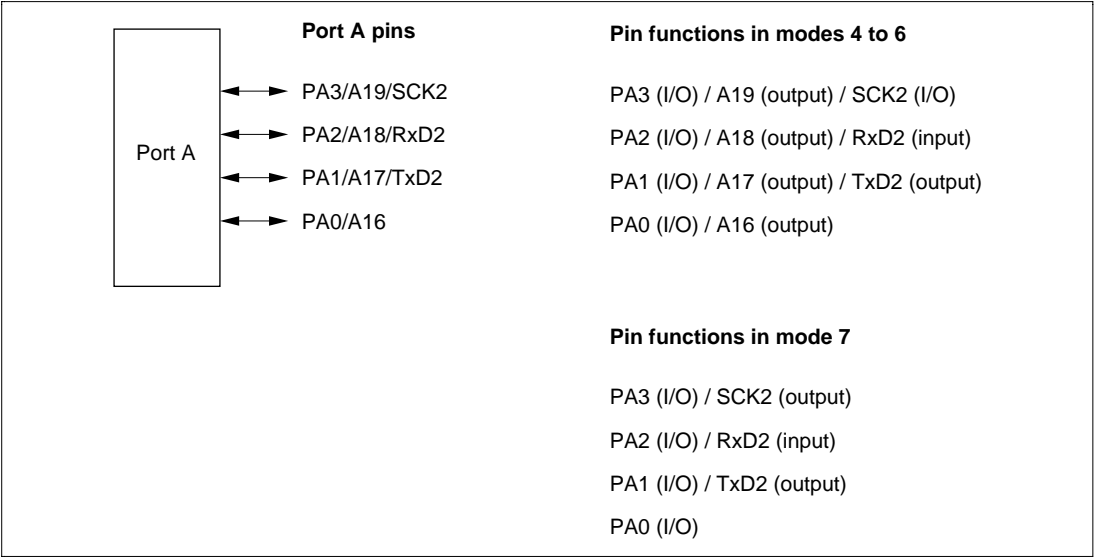 Port A pins
Port A
PA3/A19/SCK2
PA2/A18/RxD2
PA1/A17/TxD2
PA0/A16
Pin functions in modes 4 to 6
PA3 (I/O) / A19 (output) / SCK2 (I/O)
PA2 (I/O) / A18 (output) / RxD2 (input)
PA1 (I/O) / A17 (output) / TxD2 (output)
PA0 (I/O) / A16 (output)
Pin functions in mode 7
PA3 (I/O) / SCK2 (output)
PA2 (I/O) / RxD2 (input)
PA1 (I/O) / TxD2 (output)
PA0 (I/O)